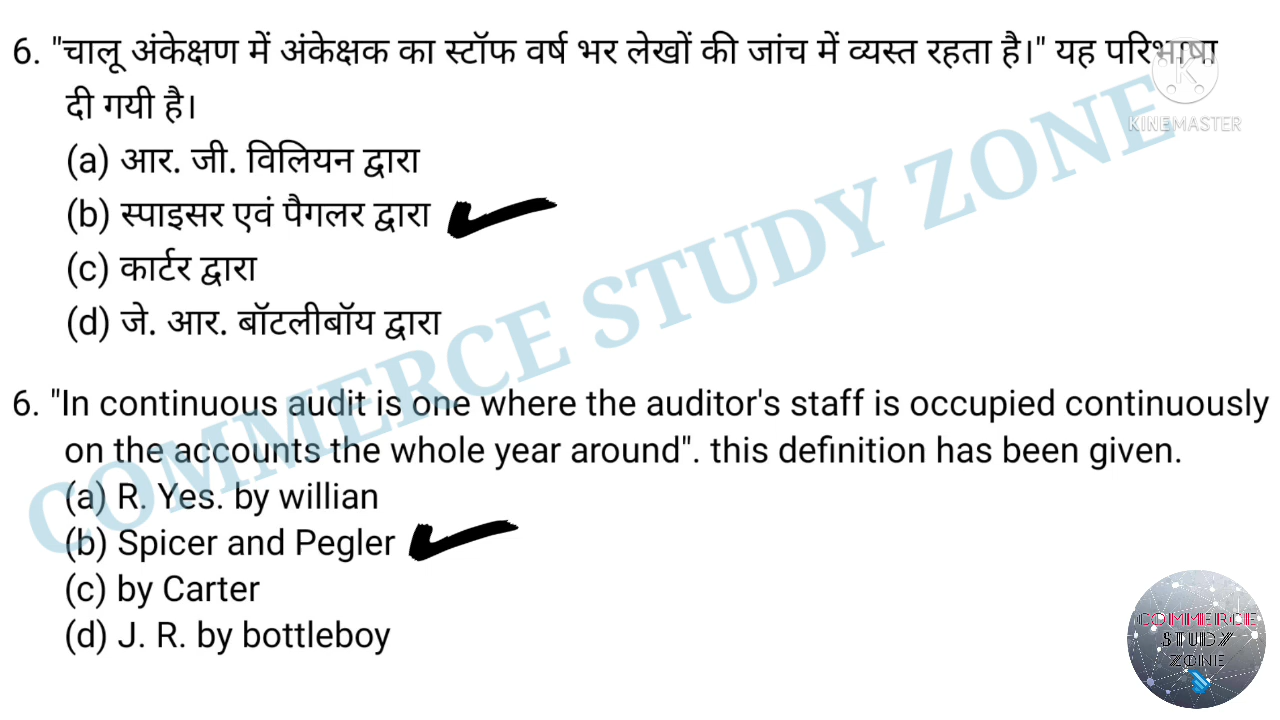 6. "चालू अंकेक्षण में अंकेक्षक का स्टॉफ वर्ष भर लेखों की जांच में व्यस्त रहता है।" यह परिभाषा
दी गयी है।
(a) आर. जी. विलियन द्वारा
(b) स्पाइसर एवं पैगलर द्वारा
(c) कार्टर द्वारा
(d) जे. आर. बॉटलीबॉय द्वारा
KINEMASTER
COMMERCE STUDY ZONE
6. "In continuous audit is one where the auditor's staff is occupied continuously
on the accounts the whole year around". this definition has been given.
(a) R. Yes. by willian
(b) Spicer and Pegler
(c) by Carter
(d) J. R. by bottleboy
COMMERCE
STUDY
ZONE